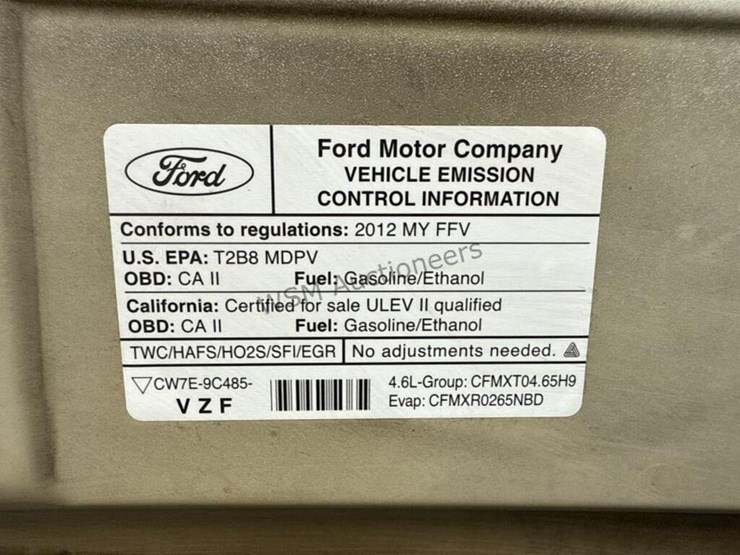 Ford
Ford Motor Company
VEHICLE EMISSION
CONTROL INFORMATION
Conforms to regulations: 2012 MY FFV
U.S. EPA: T2B8 MDPV
OBD: CA II Fuel: Gasoline/Ethanol
California: Certified for sale ULEV II qualified
OBD: CA II Fuel: Gasoline/Ethanol
TWC/HAFS/HO2S/SFI/EGR No adjustments needed.
CW7E-9C485-
VZF
4.6L-Group: CFMXT04.65H9
Evap: CFMXR0265NBD
WSM Auctioneers